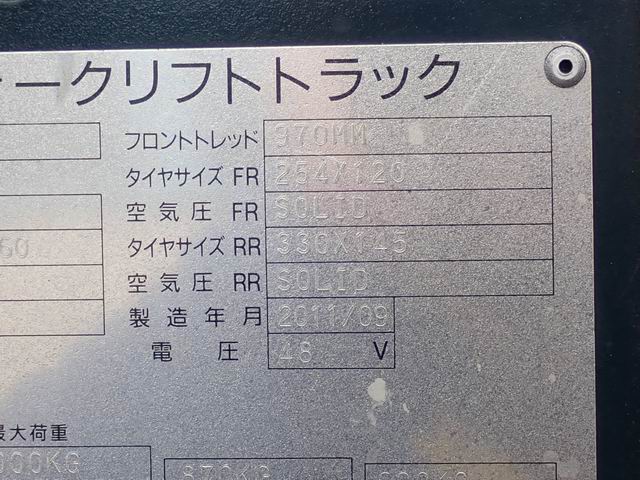 ークリフトトラック
フロントトレッド 970MM
タイヤサイズ FR 254X120
空気圧 FR SOLID
60 タイヤサイズ RR 330X145
空気圧 RR SOLID
製造年月 2011/09
電圧 48 V
最大荷重
000KG
870KG